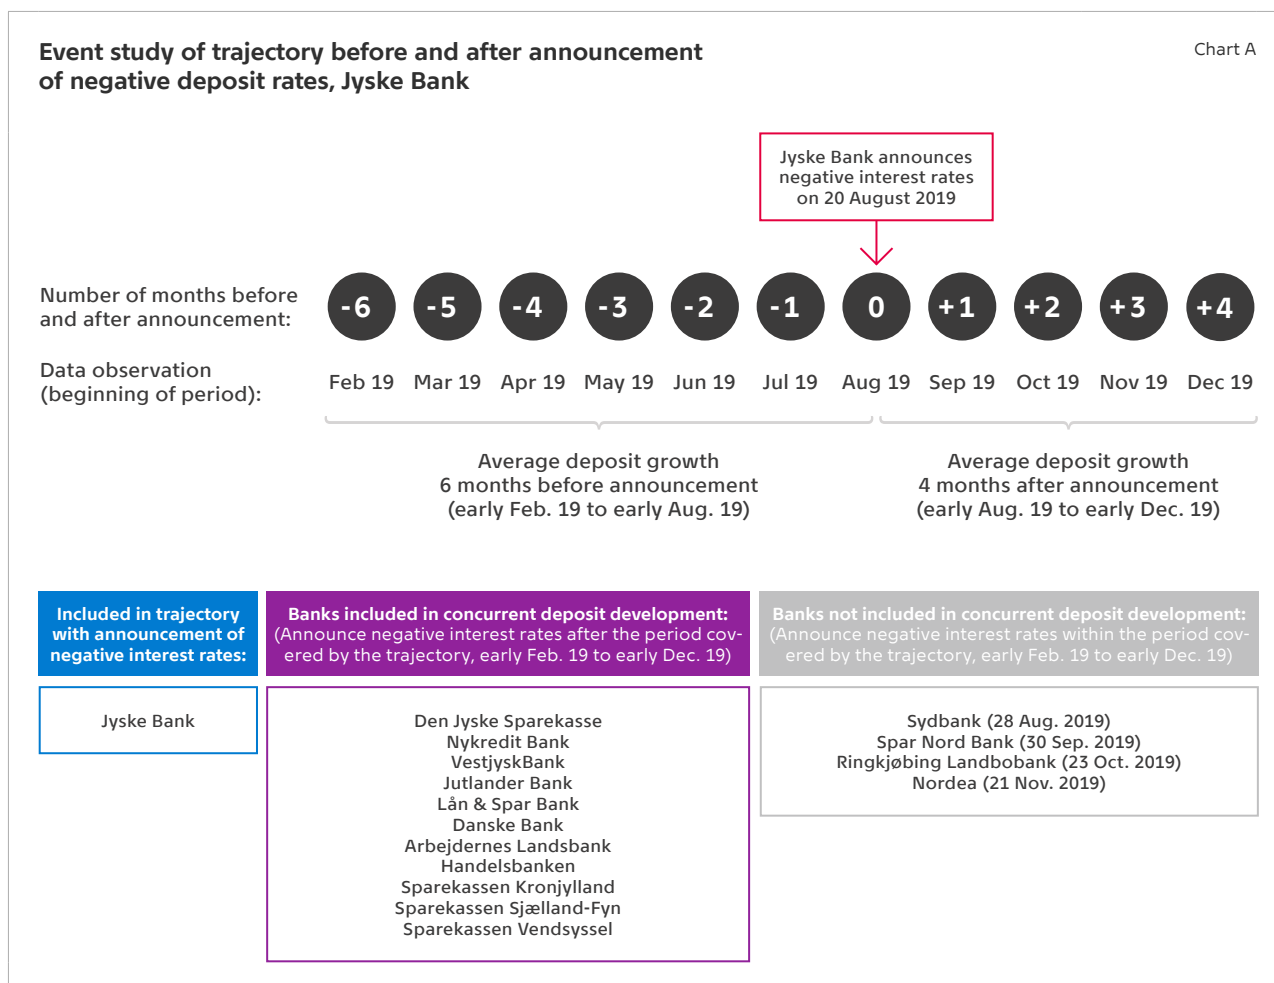 Event study of trajectory before and after announcement
of negative deposit rates, Jyske Bank
Chart A
Jyske Bank announces
negative interest rates
on 20 August 2019
Number of months before
and after announcement:
-6 -5 -4 -3 -2 -1 0 +1 +2 +3 +4
Data observation
(beginning of period):
Feb 19 Mar 19 Apr 19 May 19 Jun 19 Jul 19 Aug 19 Sep 19 Oct 19 Nov 19 Dec 19
Average deposit growth
6 months before announcement
(early Feb. 19 to early Aug. 19)
Average deposit growth
4 months after announcement
(early Aug. 19 to early Dec. 19)
Included in trajectory
with announcement of
negative interest rates:
Jyske Bank
Banks included in concurrent deposit development:
(Announce negative interest rates after the period cov-
ered by the trajectory, early Feb. 19 to early Dec. 19)
Den Jyske Sparekasse
Nykredit Bank
VestjyskBank
Jutlander Bank
Lån & Spar Bank
Danske Bank
Arbejdernes Landsbank
Handelsbanken
Sparekassen Kronjylland
Sparekassen Sjælland-Fyn
Sparekassen Vendsyssel
Banks not included in concurrent deposit development:
(Announce negative interest rates within the period cov-
ered by the trajectory, early Feb. 19 to early Dec. 19)
Sydbank (28 Aug. 2019)
Spar Nord Bank (30 Sep. 2019)
Ringkjøbing Landbobank (23 Oct. 2019)
Nordea (21 Nov. 2019)